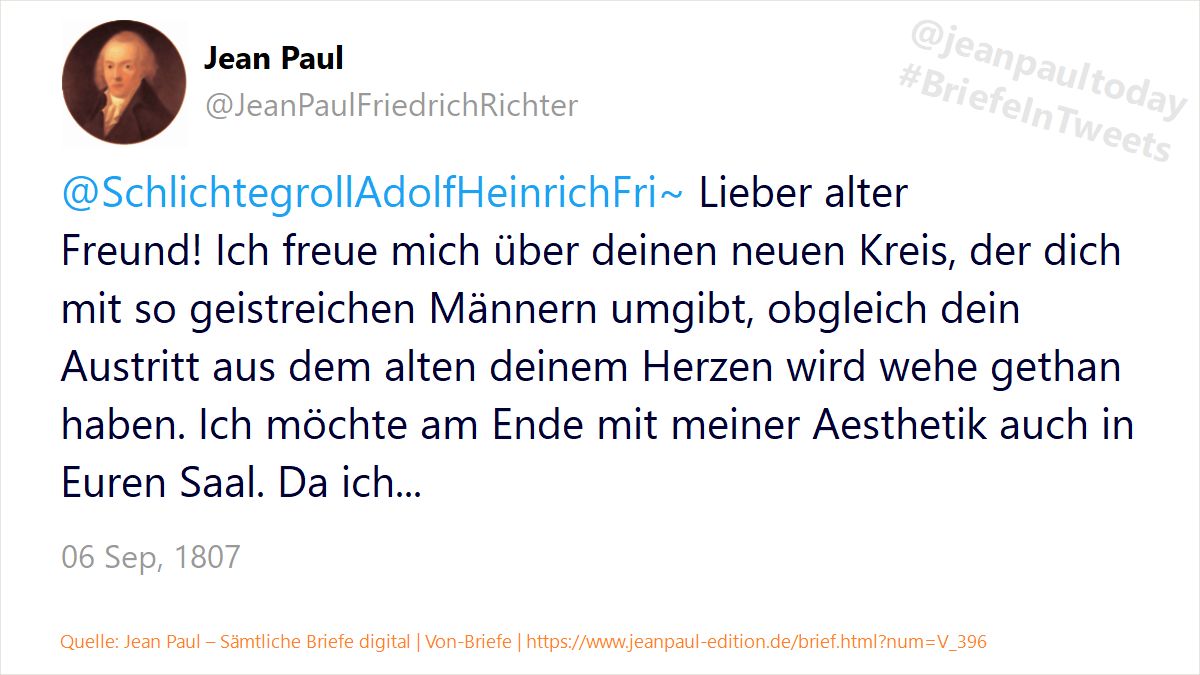 Jean Paul
@JeanPaulFriedrichRichter
@jeanpaultoday
#BriefeInTweets
@SchlichtegrollAdolfHeinrichFri~ Lieber alter
Freund! Ich freue mich über deinen neuen Kreis, der dich
mit so geistreichen Männern umgibt, obgleich dein
Austritt aus dem alten deinem Herzen wird wehe gethan
haben. Ich möchte am Ende mit meiner Aesthetik auch in
Euren Saal. Da ich...
06 Sep, 1807
Quelle: Jean Paul – Sämtliche Briefe digital | Von-Briefe | https://www.jeanpaul-edition.de/brief.html?num=V_396